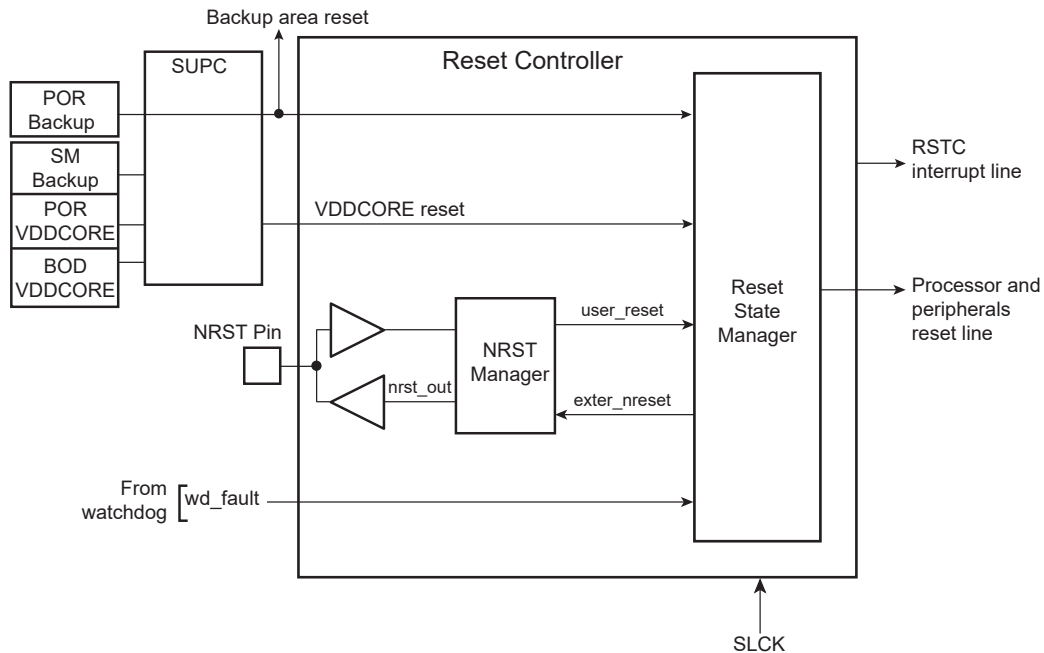 Backup area reset
SUPC
Reset Controller
POR
Backup
SM
Backup
POR
VDDCORE
BOD
VDDCORE
VDDCORE reset
RSTC
interrupt line
Reset
State
Manager
Processor and
peripherals
reset line
NRST Pin
user_reset
NRST
Manager
nrst_out
exter_nreset
From
watchdog
wd_fault
SLCK